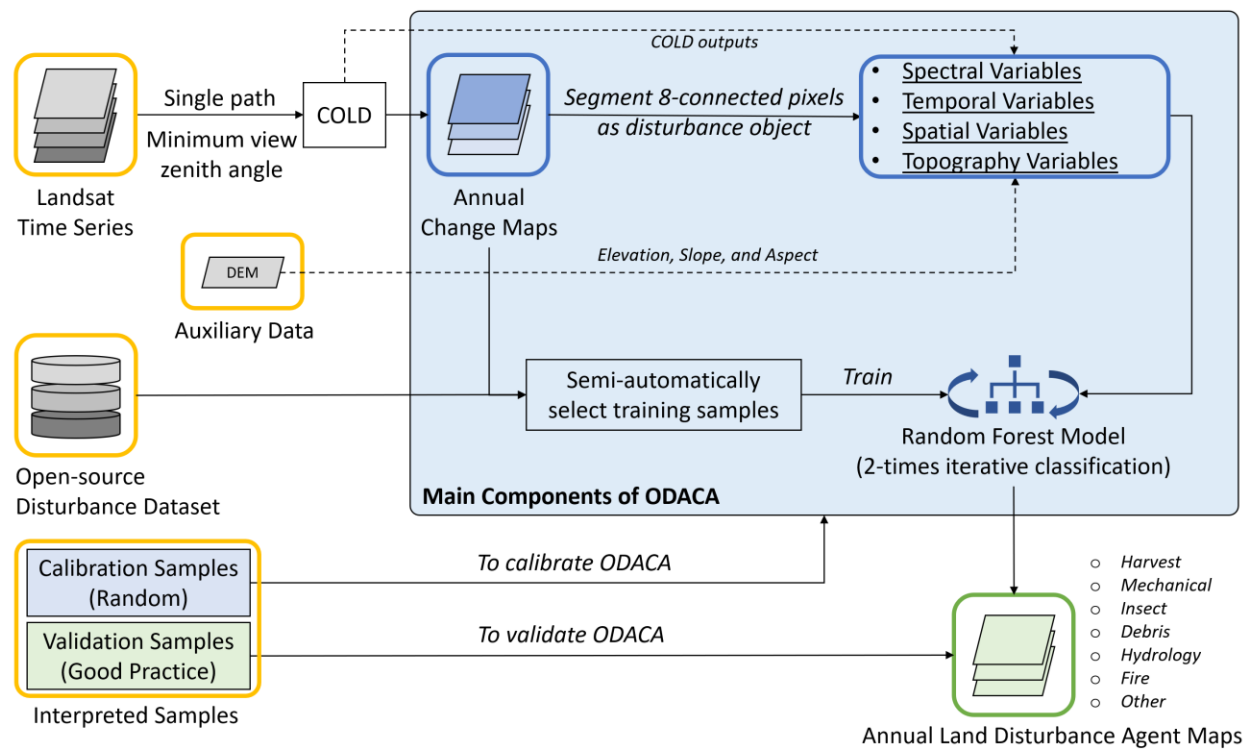 COLD outputs
Single path
Minimum view
zenith angle
COLD
Segment 8-connected pixels
as disturbance object
• Spectral Variables
• Temporal Variables
• Spatial Variables
• Topography Variables
Landsat
Time Series
Annual
Change Maps
DEM
Elevation, Slope, and Aspect
Auxiliary Data
Semi-automatically
select training samples
Train
Random Forest Model
(2-times iterative classification)
Open-source
Disturbance Dataset
Main Components of ODACA
Calibration Samples
(Random)
To calibrate ODACA
Validation Samples
(Good Practice)
To validate ODACA
Interpreted Samples
o Harvest
o Mechanical
o Insect
o Debris
o Hydrology
o Fire
o Other
Annual Land Disturbance Agent Maps